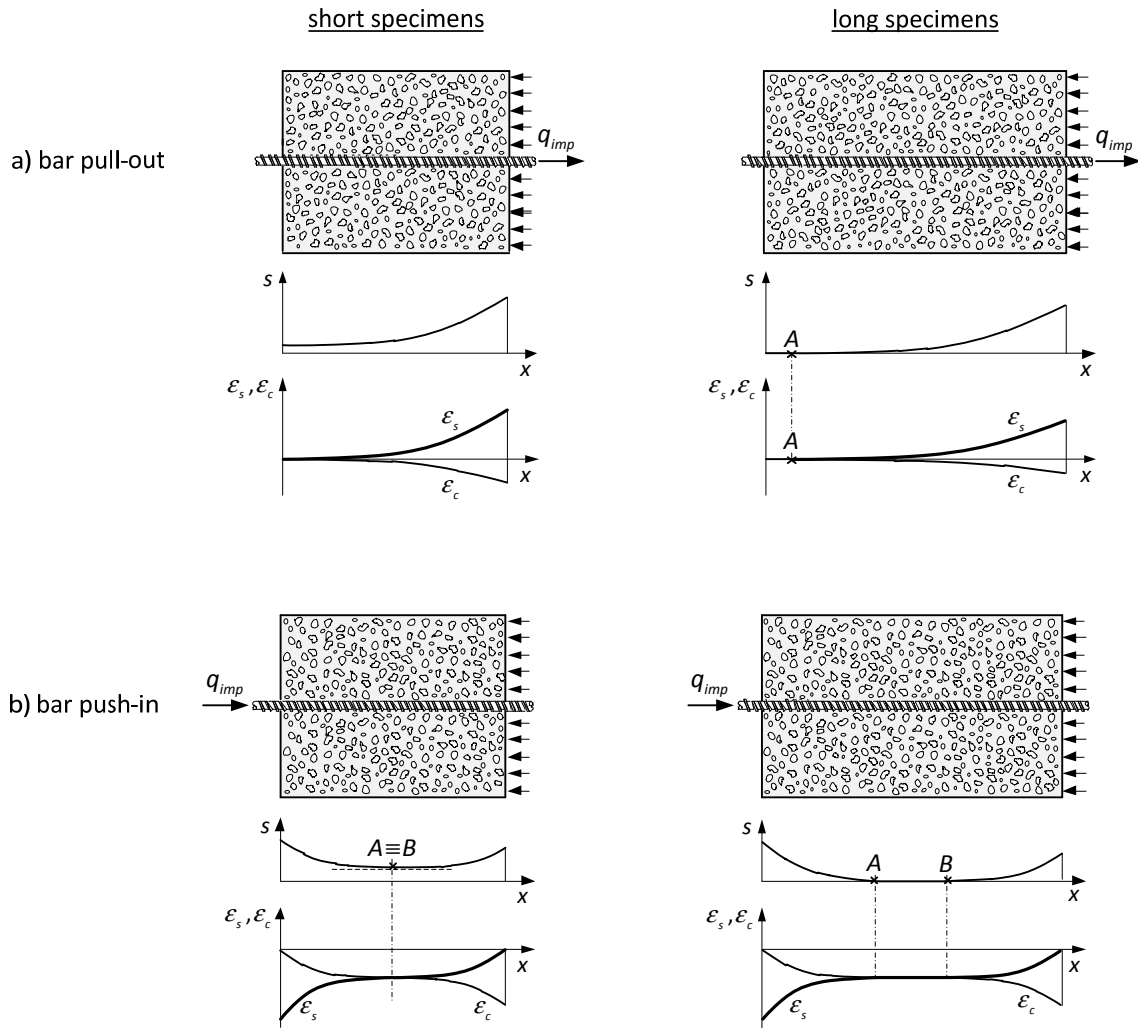 short specimens
long specimens
a) bar pull-out
q_imp
q_imp
s
x
s
A
x
ε_s , ε_c
ε_s
ε_c
x
ε_s , ε_c
A
ε_s
ε_c
x
b) bar push-in
q_imp
q_imp
s
A≡B
x
s
A
B
x
ε_s , ε_c
x
ε_s
ε_c
ε_s , ε_c
x
ε_s
ε_c